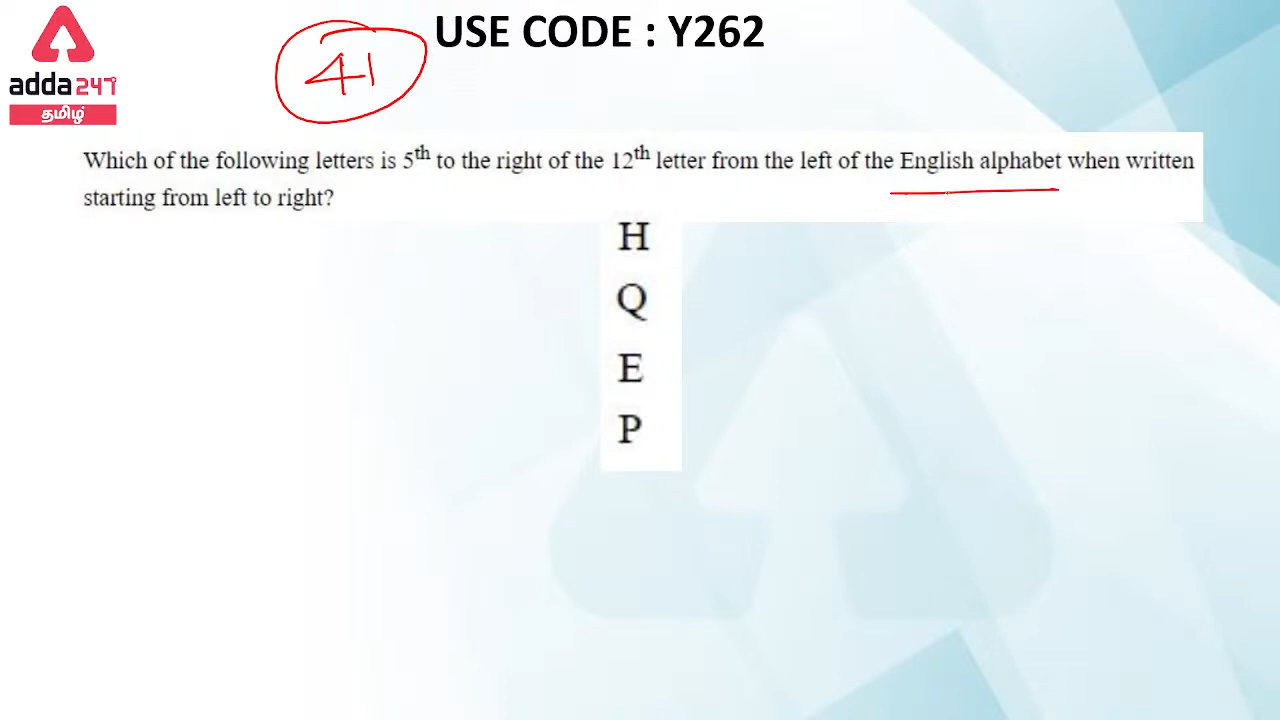 USE CODE : Y262
41
adda247
தமிழ்
Which of the following letters is 5th to the right of the 12th letter from the left of the English alphabet when written
starting from left to right?
H
Q
E
P